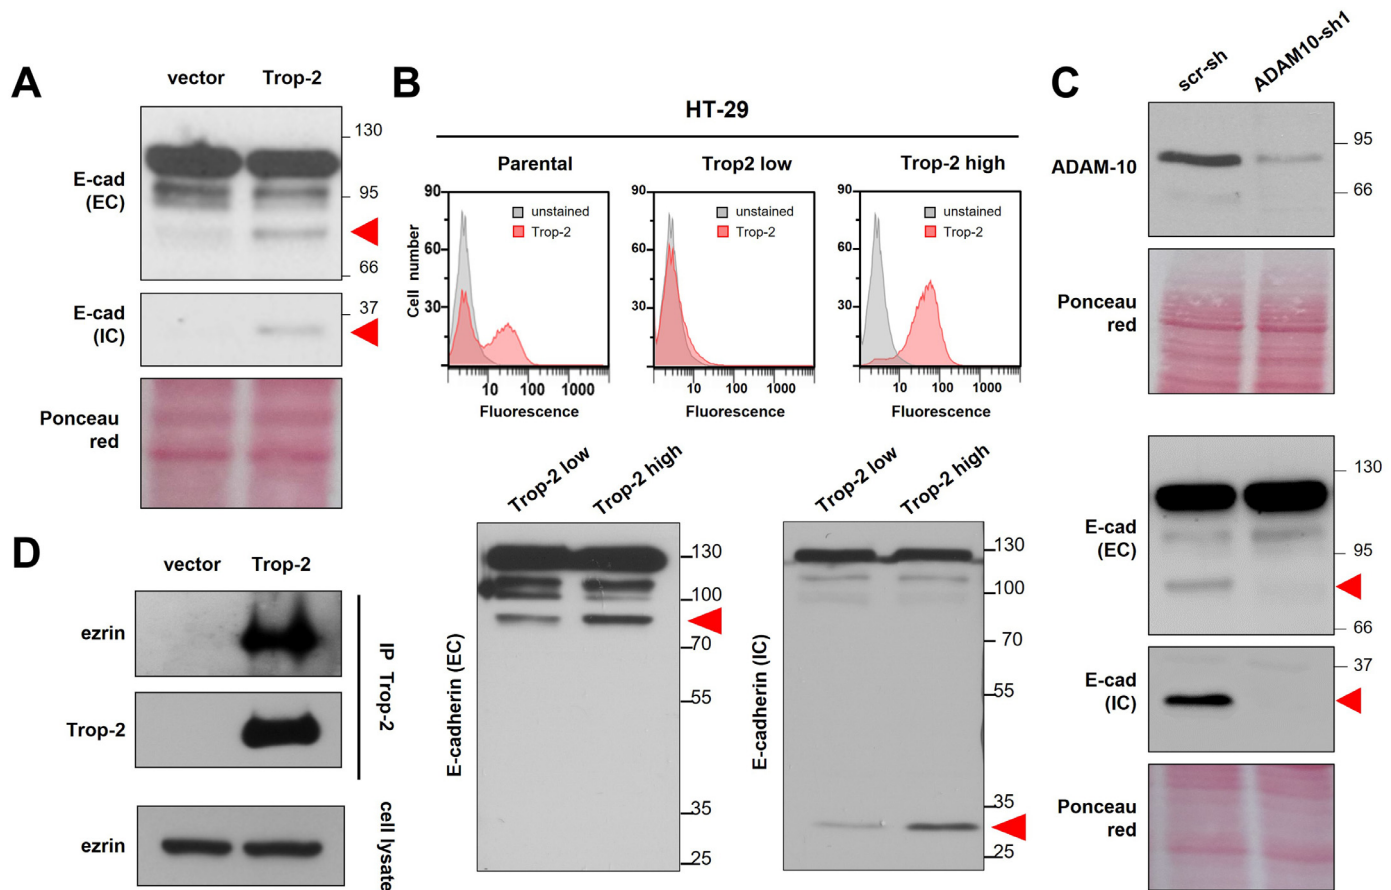 A
vector Trop-2
E-cad
(EC)
130
95
66
E-cad
(IC)
37
Ponceau
red
B
HT-29
Parental
Trop2 low
Trop-2 high
Cell number
90
60
30
unstained
Trop-2
10 100 1000
Fluorescence
90
60
30
unstained
Trop-2
10 100 1000
Fluorescence
90
60
30
unstained
Trop-2
10 100 1000
Fluorescence
Trop-2 low
Trop-2 high
E-cadherin (EC)
130
100
70
55
35
25
Trop-2 low
Trop-2 high
E-cadherin (IC)
130
100
70
55
35
25
C
scr-sh
ADAM10-sh1
ADAM-10
95
66
Ponceau
red
E-cad
(EC)
130
95
66
E-cad
(IC)
37
Ponceau
red
D
vector Trop-2
ezrin
Trop-2
IP Trop-2
ezrin
cell lysate